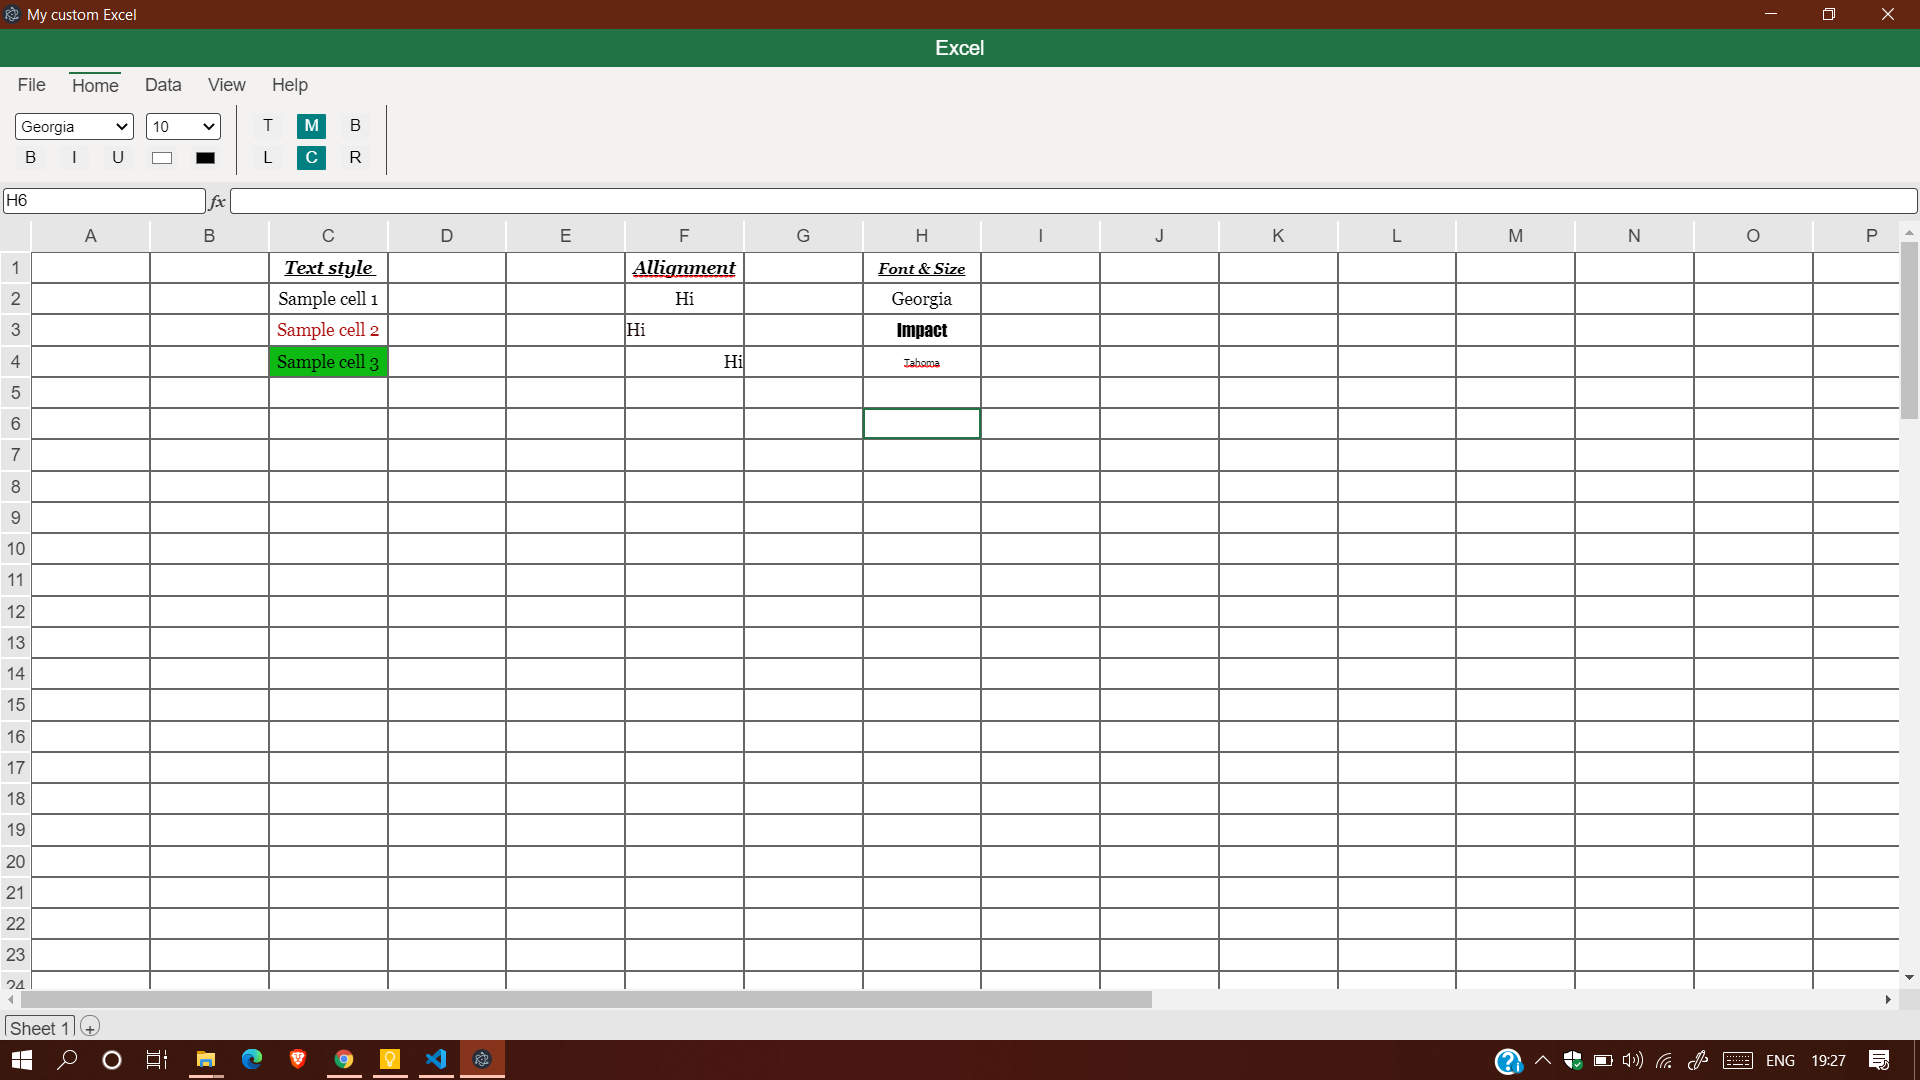 My custom Excel
Excel
File Home Data View Help
Georgia 10 T M B
B I U L C R
H6 fx
A B C D E F G H I J K L M N O P
1 Text style Allignment Font & Size
2 Sample cell 1 Hi Georgia
3 Sample cell 2 Hi Impact
4 Sample cell 3 Hi Tahoma
5
6
7
8
9
10
11
12
13
14
15
16
17
18
19
20
21
22
23
24
Sheet 1 +
ENG 19:27